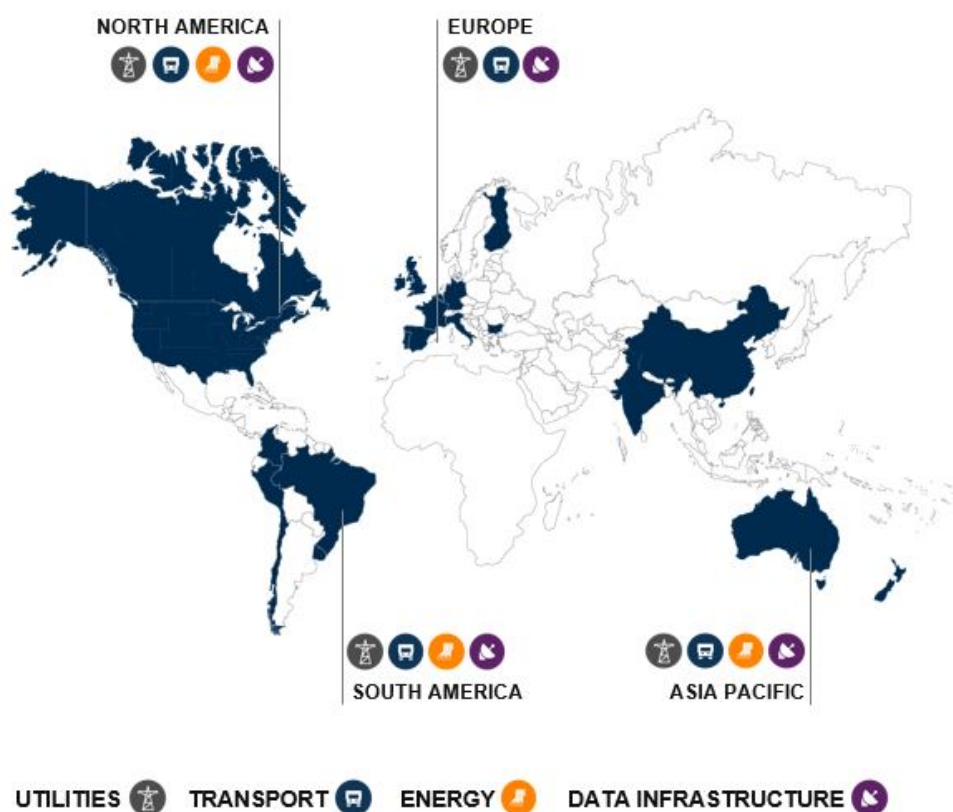 NORTH AMERICA
EUROPE
SOUTH AMERICA
ASIA PACIFIC
UTILITIES TRANSPORT ENERGY DATA INFRASTRUCTURE